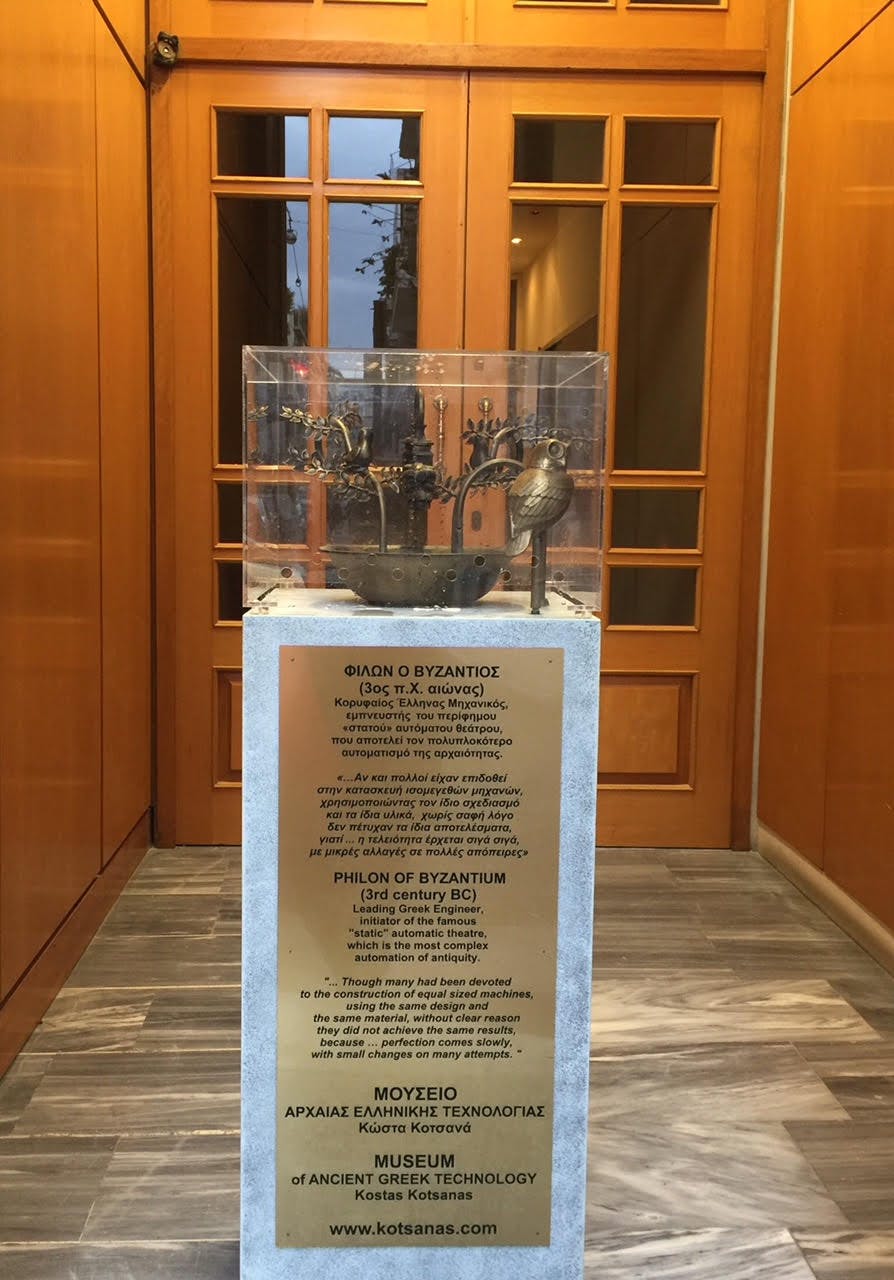 ΦΙΛΩΝ Ο ΒΥΖΑΝΤΙΟΣ
(3ος π.Χ. αιώνας)
Κορυφαίος Έλληνας Μηχανικός,
εμπνευστής του περίφημου
«στατού» αυτόματου θεάτρου,
που αποτελεί τον πολυπλοκότερο
αυτοματισμό της αρχαιότητας.
«...Αν και πολλοί είχαν επιδοθεί
στην κατασκευή ισομεγεθών μηχανών,
χρησιμοποιώντας τον ίδιο σχεδιασμό
και τα ίδια υλικά, χωρίς σαφή λόγο
δεν πέτυχαν τα ίδια αποτελέσματα,
γιατί ... η τελειότητα έρχεται σιγά σιγά,
με μικρές αλλαγές σε πολλές απόπειρες»
PHILON OF BYZANTIUM
(3rd century BC)
Leading Greek Engineer,
initiator of the famous
"static" automatic theatre,
which is the most complex
automation of antiquity.
"... Though many had been devoted
to the construction of equal sized machines,
using the same design and
the same material, without clear reason
they did not achieve the same results,
because ... perfection comes slowly,
with small changes on many attempts. "
ΜΟΥΣΕΙΟ
ΑΡΧΑΙΑΣ ΕΛΛΗΝΙΚΗΣ ΤΕΧΝΟΛΟΓΙΑΣ
Κώστα Κοτσανά
MUSEUM
of ANCIENT GREEK TECHNOLOGY
Kostas Kotsanas
www.kotsanas.com